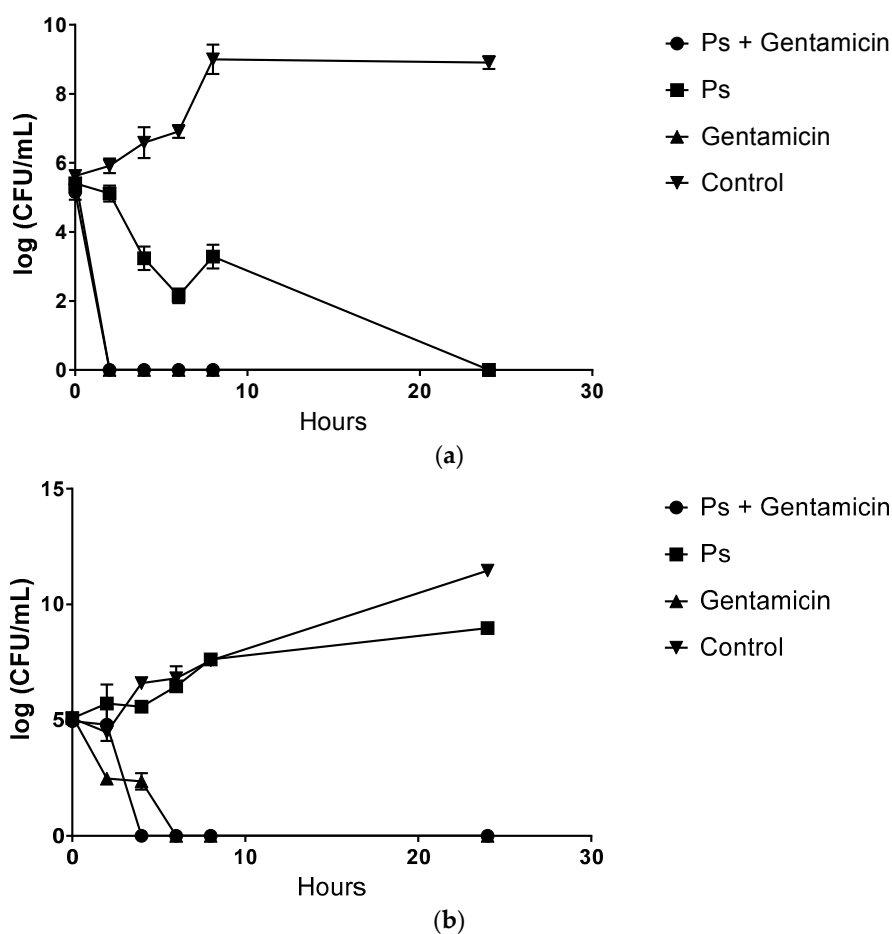 10
8
6
4
2
0
0
10
20
30
log (CFU/mL)
Hours
Ps + Gentamicin
Ps
Gentamicin
Control
(a)
15
10
5
0
0
10
20
30
log (CFU/mL)
Hours
Ps + Gentamicin
Ps
Gentamicin
Control
(b)